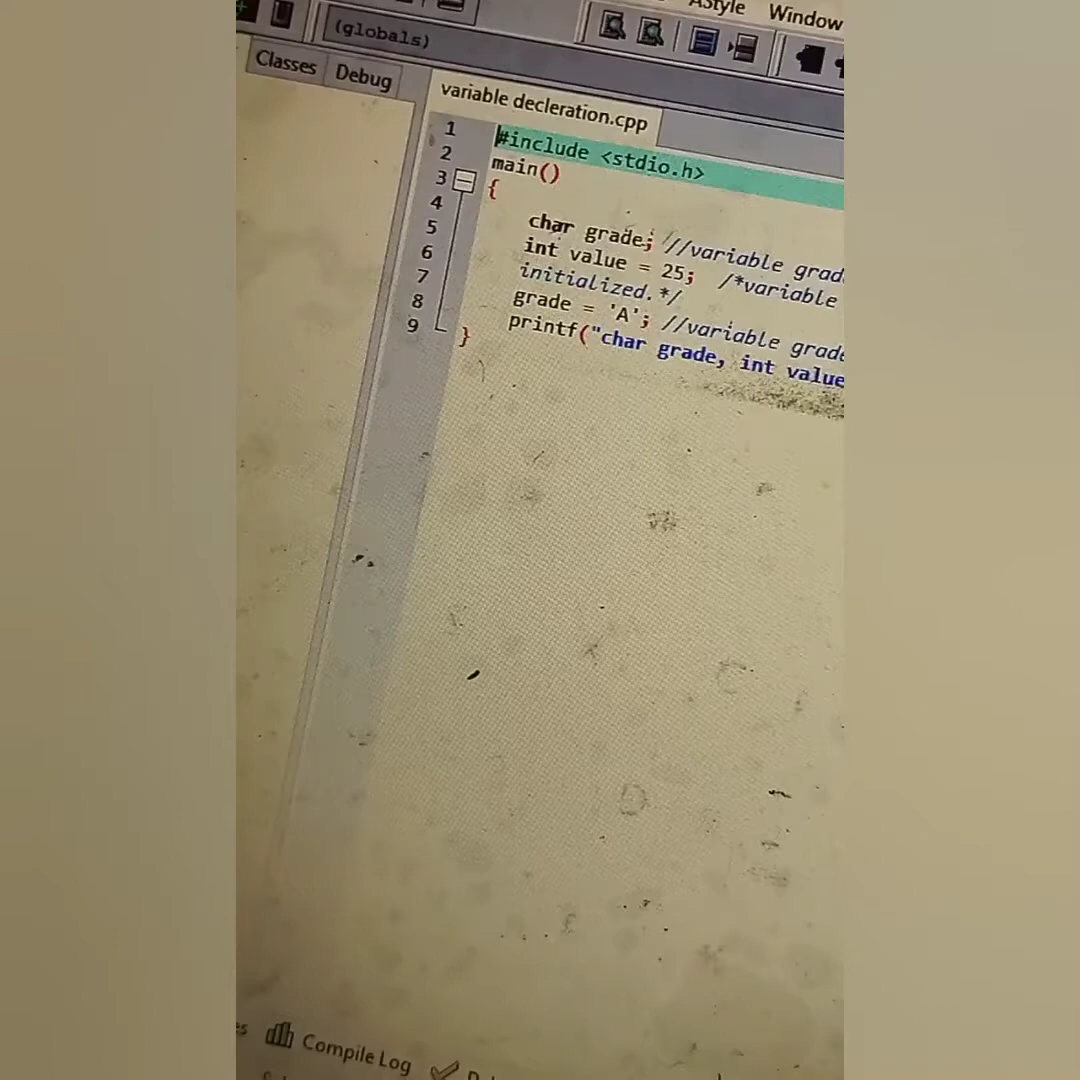 AStyle Window
(globals)
Classes Debug
variable decleration.cpp
1 #include <stdio.h>
2 main()
3 {
4
5 char grade; //variable grad
6 int value = 25; /*variable
7 initialized.*/
8 grade = 'A'; //variable grade
9 printf("char grade, int value
}
Compile Log